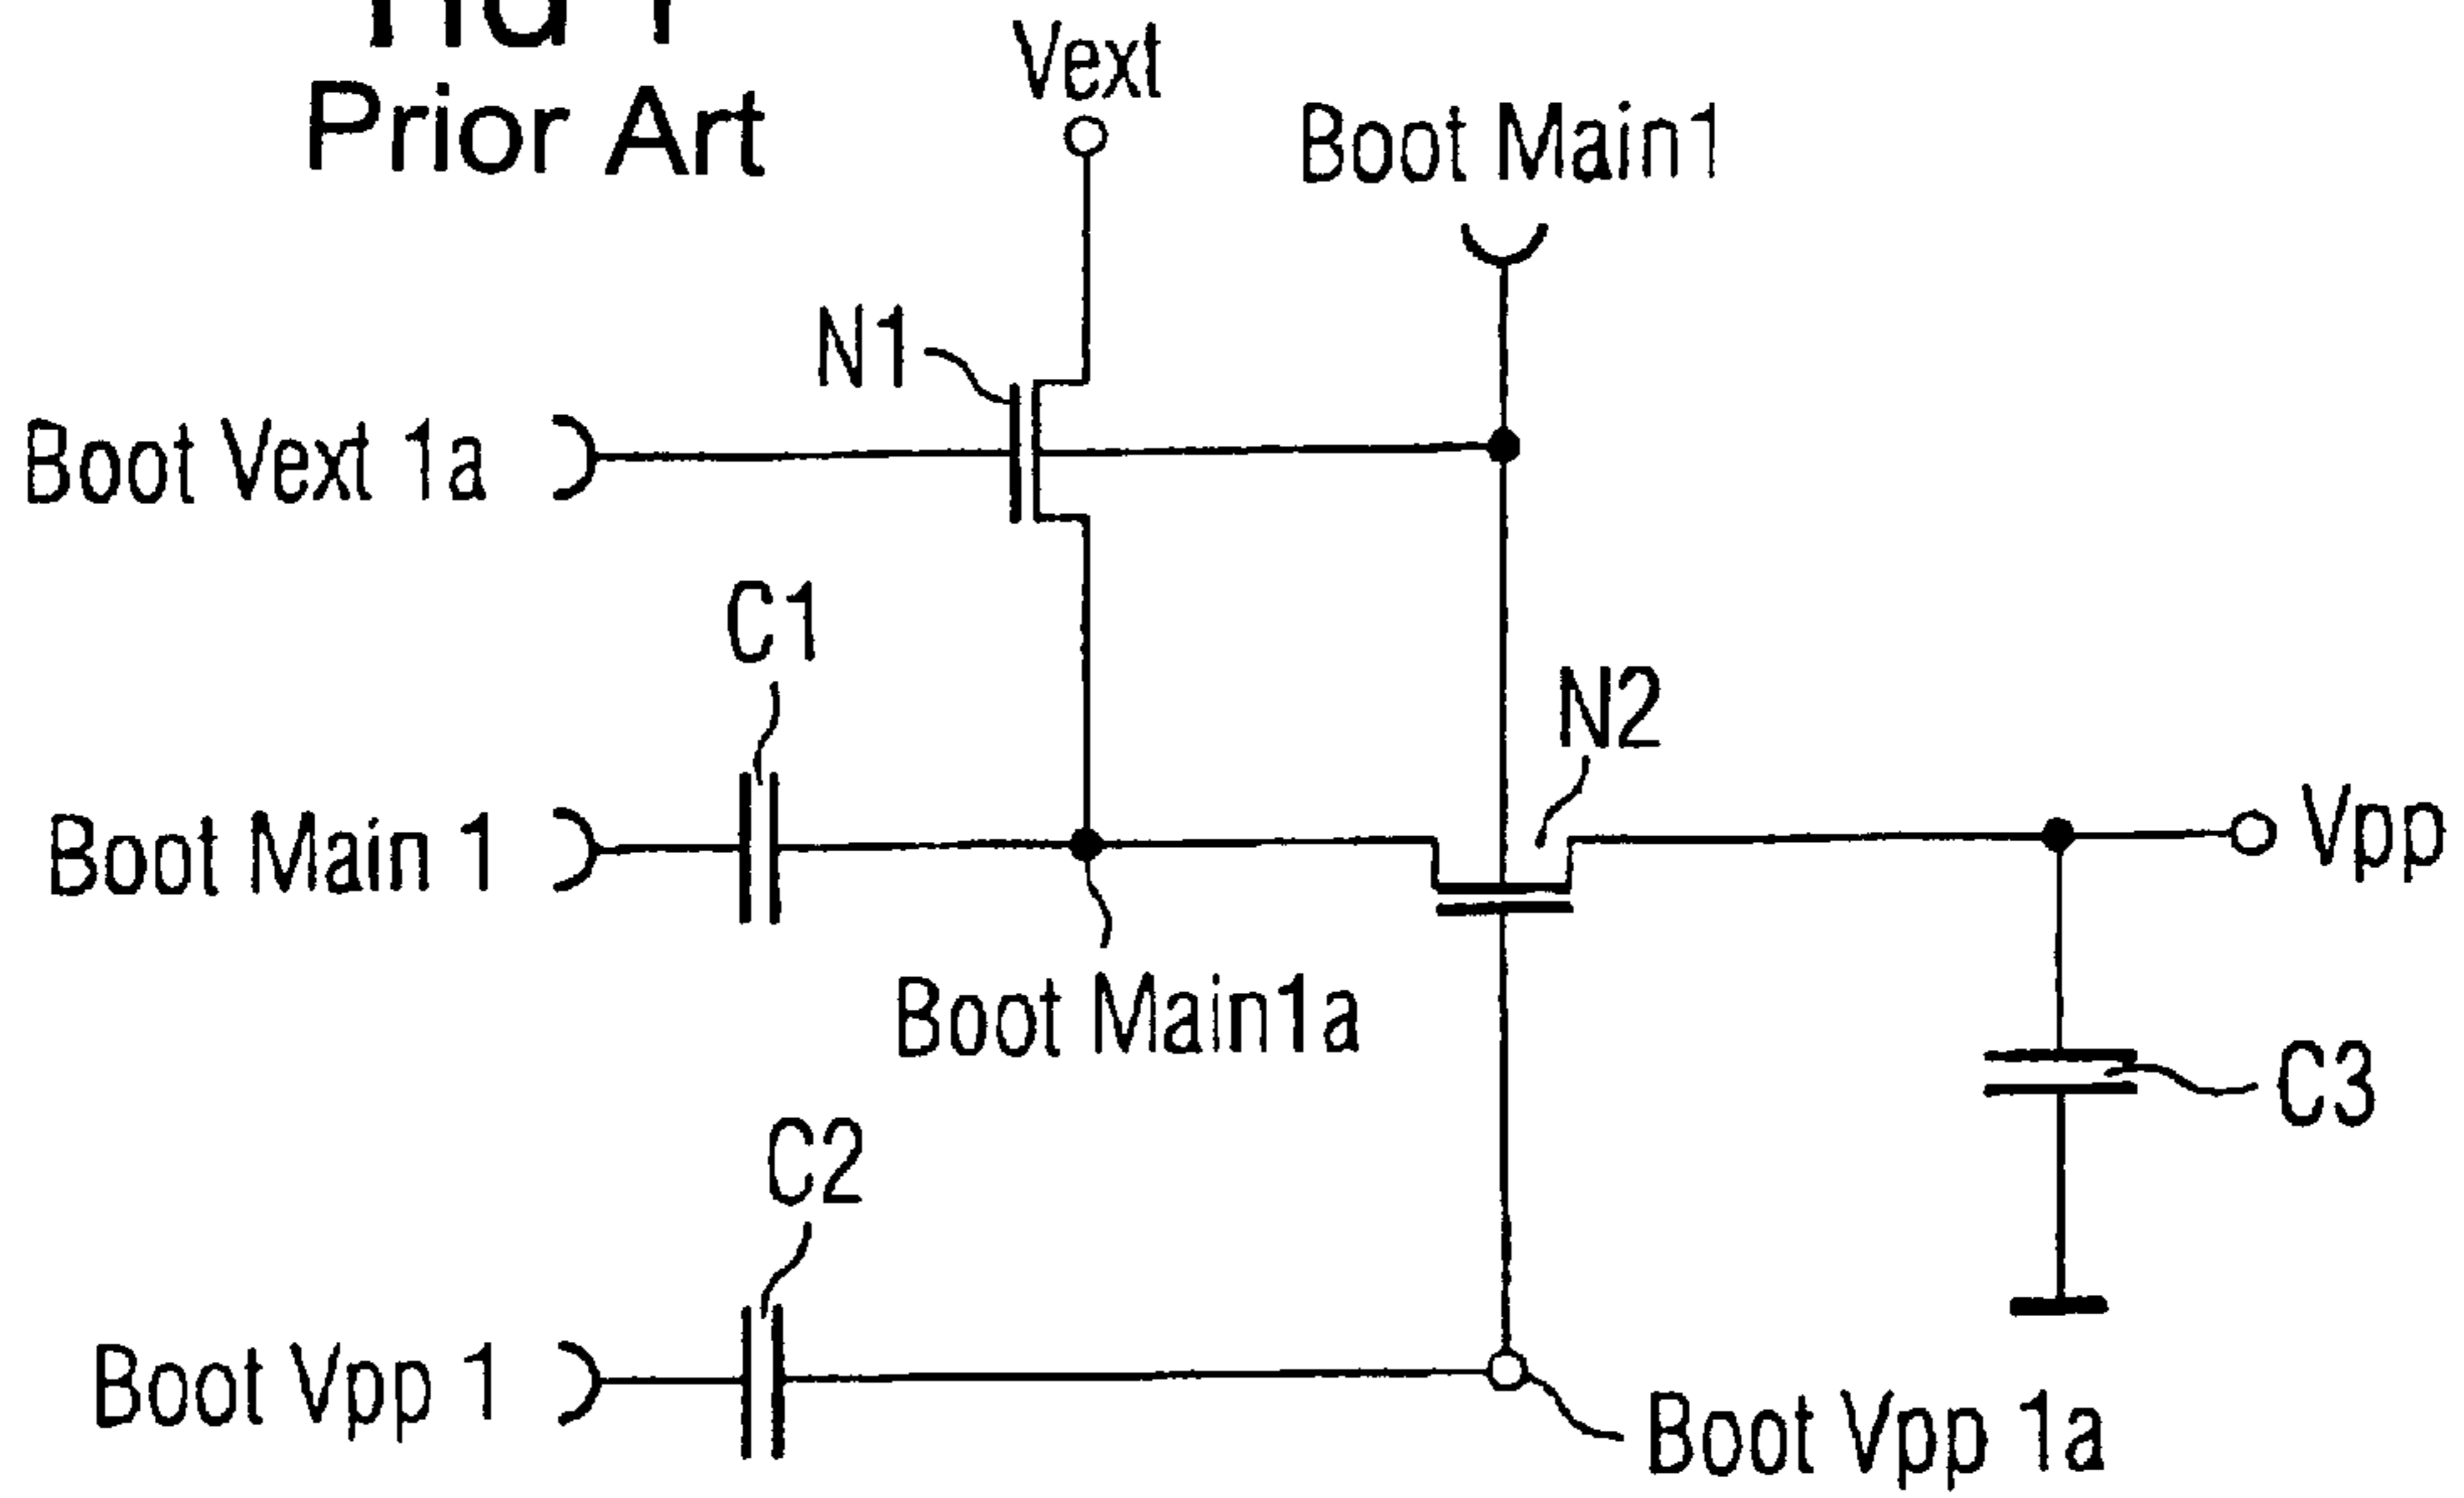 Prior Art
Vext
Boot Main1
N1
Boot Vext 1a
C1
N2
Boot Main 1
Vpp
Boot Main1a
C3
C2
Boot Vpp 1
Boot Vpp 1a